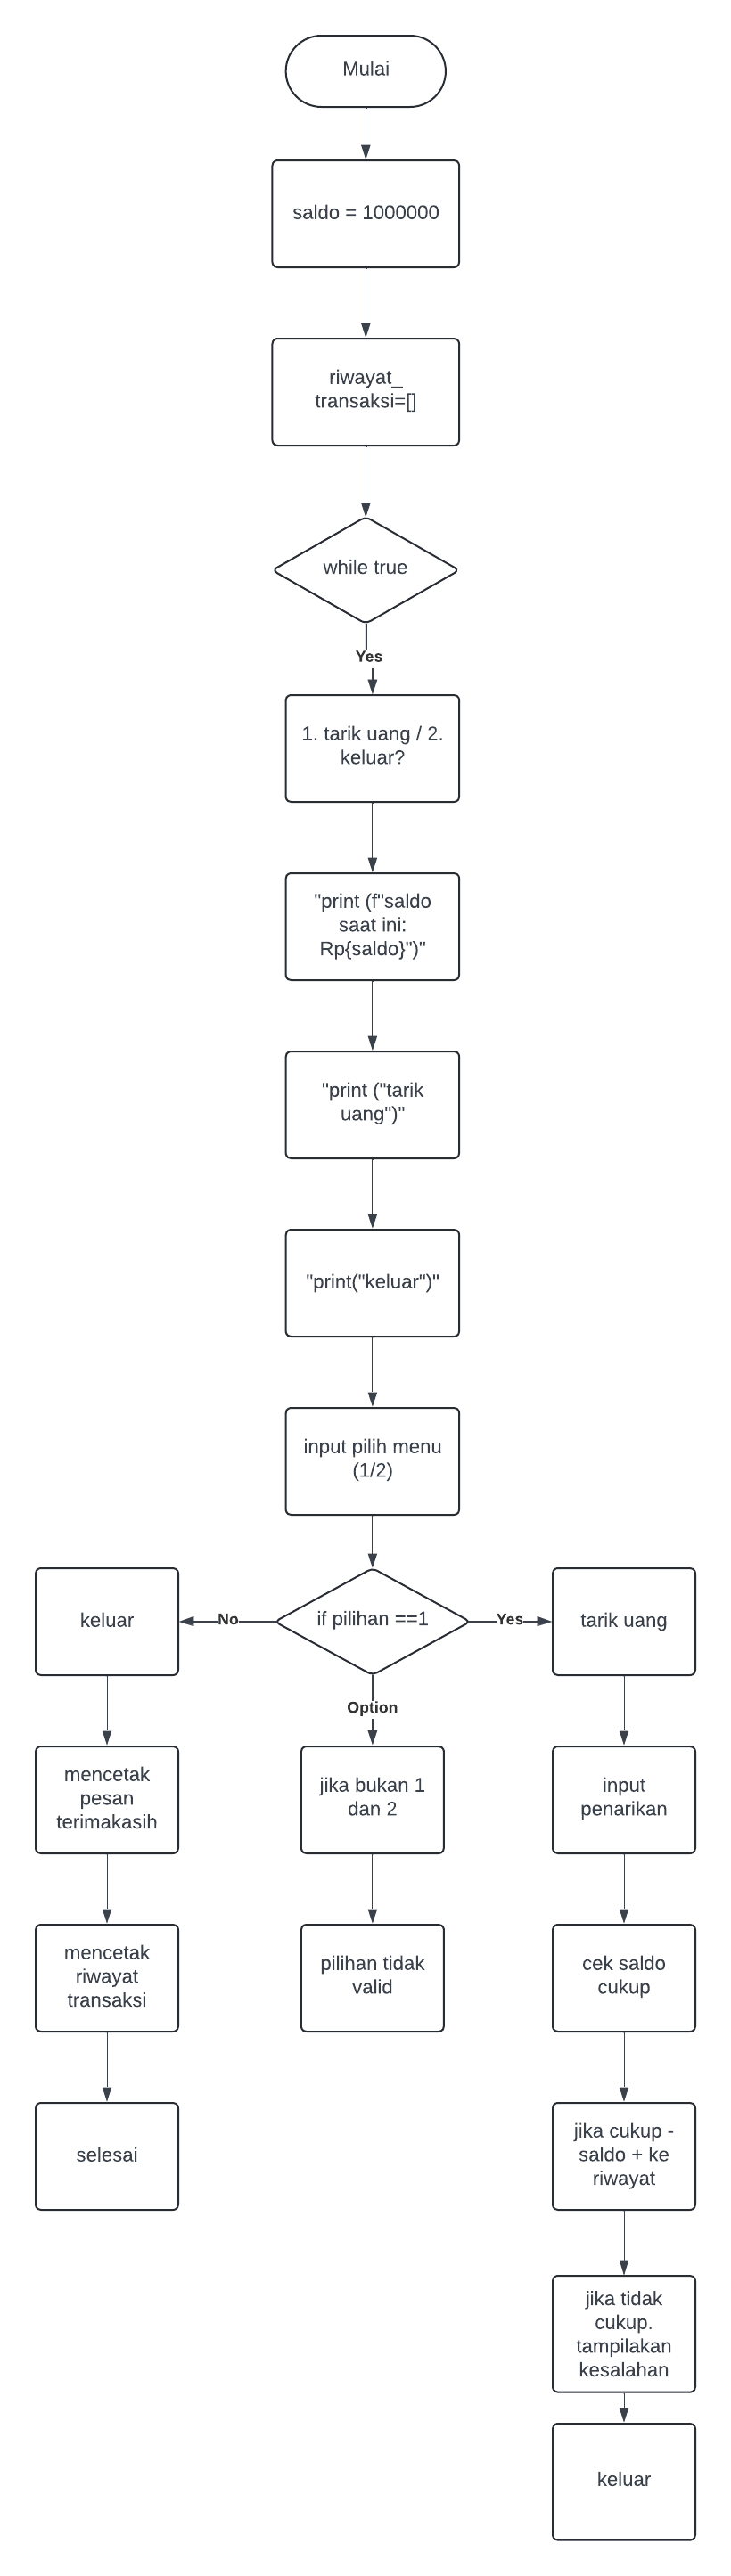 Mulai
saldo = 1000000
riwayat_
transaksi=[]
while true
Yes
1. tarik uang / 2.
keluar?
"print (f"saldo
saat ini:
Rp{saldo}")"
"print ("tarik
uang")"
"print("keluar")"
input pilih menu
(1/2)
keluar
No
if pilihan ==1
Yes
tarik uang
Option
mencetak
pesan
terimakasih
jika bukan 1
dan 2
input
penarikan
mencetak
riwayat
transaksi
pilihan tidak
valid
cek saldo
cukup
selesai
jika cukup -
saldo + ke
riwayat
jika tidak
cukup.
tampilakan
kesalahan
keluar